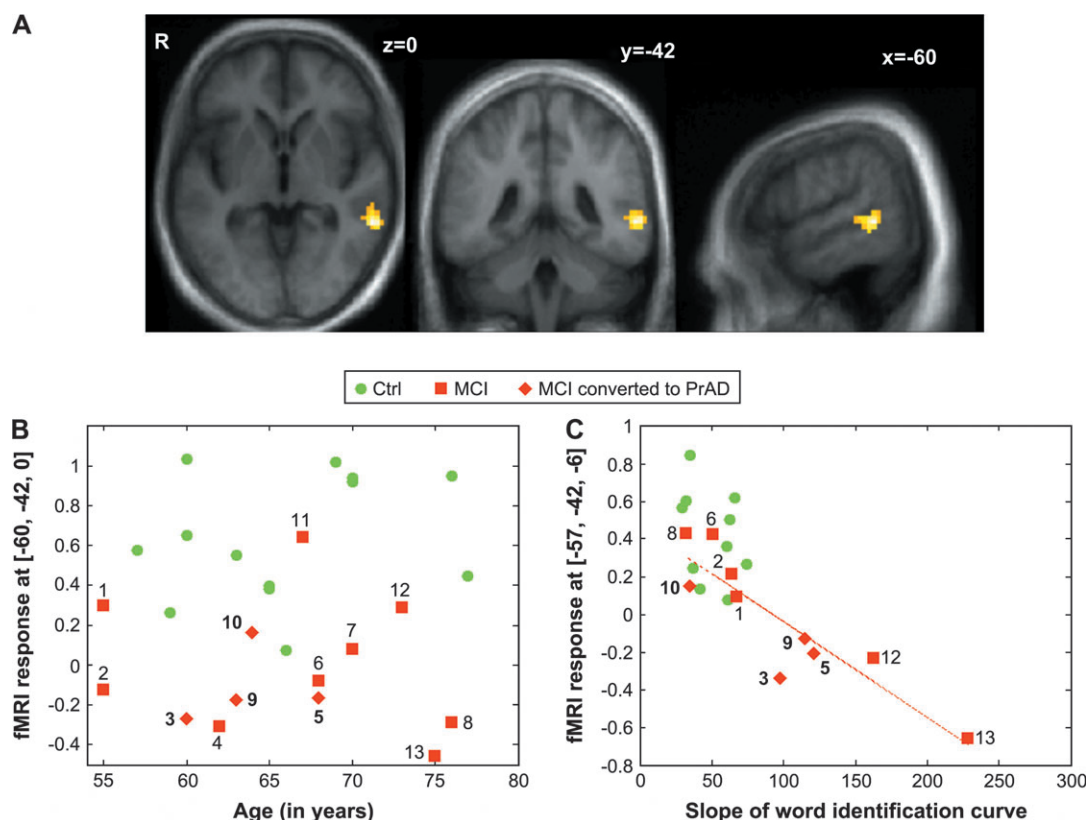 A
R
z=0
y=-42
x=-60
Ctrl MCI MCI converted to PrAD
B
fMRI response at [-60, -42, 0]
1
0.8
0.6
0.4
0.2
0
-0.2
-0.4
55 60 65 70 75 80
Age (in years)
1
2
3
4
5
6
7
8
9
10
11
12
13
C
fMRI response at [-57, -42, -6]
1
0.8
0.6
0.4
0.2
0
-0.2
-0.4
-0.6
-0.8
0 50 100 150 200 250 300
Slope of word identification curve
8
6
2
10
1
9
5
3
12
13